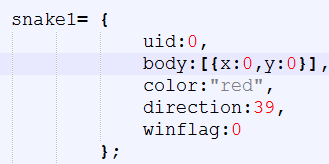 snake1= {
uid:0,
body:[{x:0,y:0}],
color:"red",
direction:39,
winflag:0
};